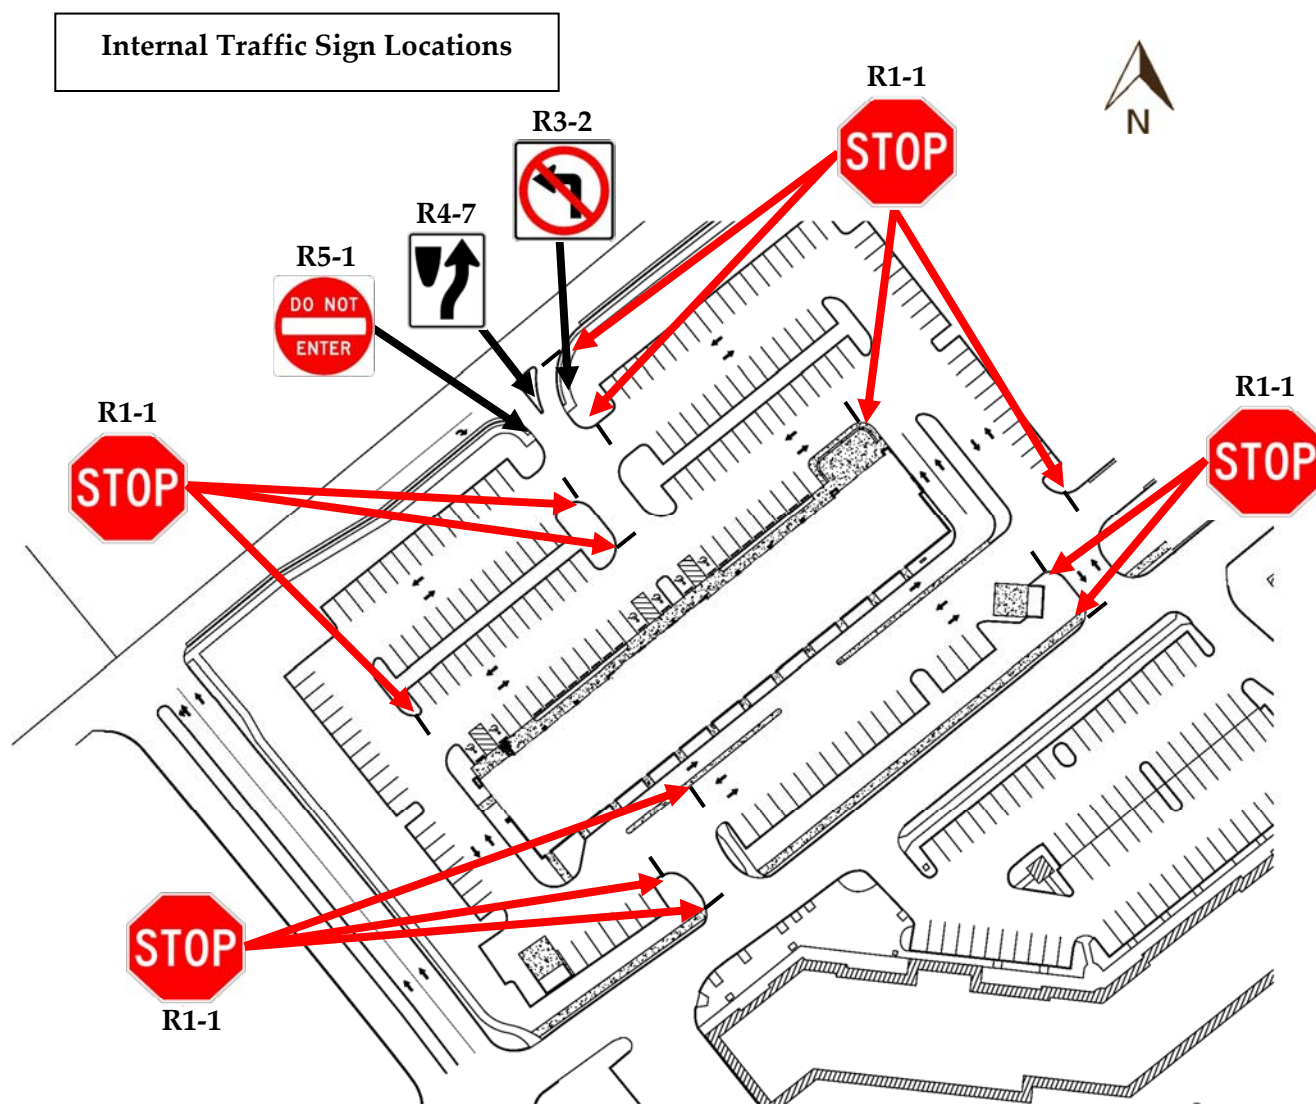 Internal Traffic Sign Locations
R1-1
STOP
N
R3-2
R4-7
R5-1
DO NOT
ENTER
R1-1
STOP
R1-1
STOP
STOP
R1-1